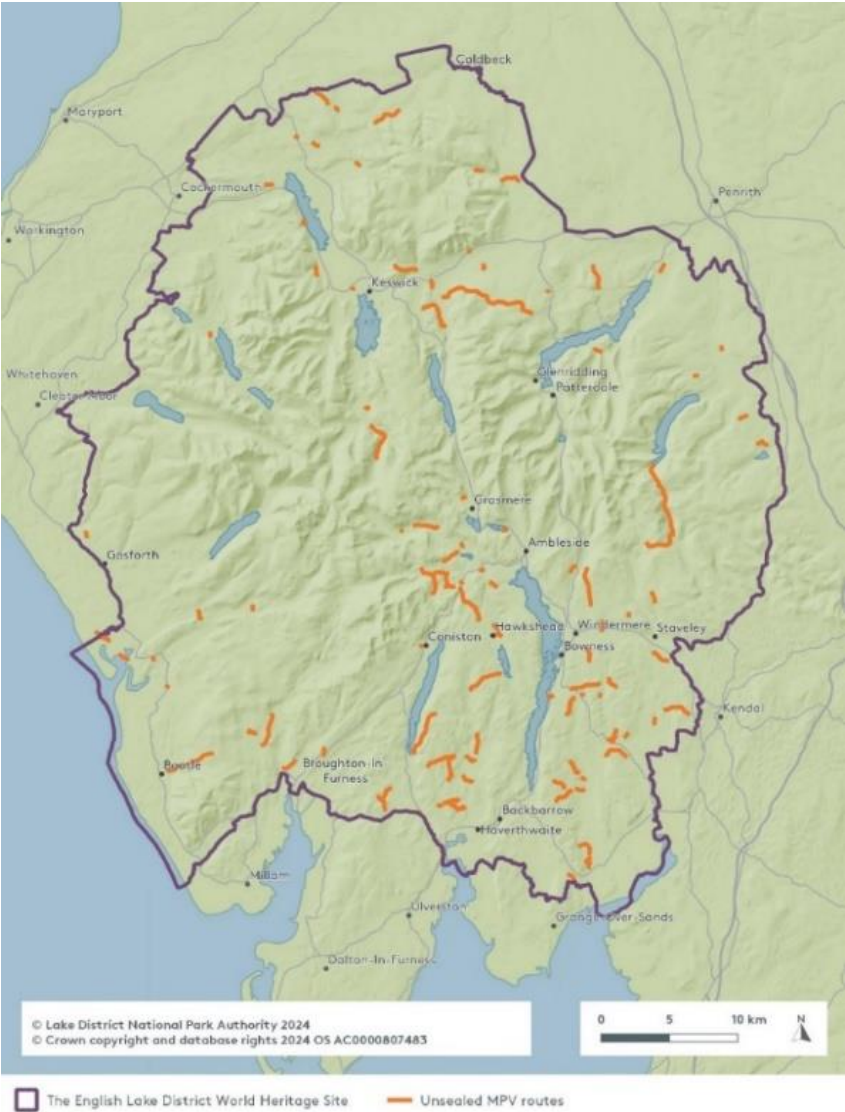 Caldbeck
Maryport
Cockermouth
Penrith
Workington
Keswick
Whitehaven
Glenridding
Patterdale
Cleator Moor
Grasmere
Ambleside
Gosforth
Hawkshead
Windermere
Staveley
Coniston
Bowness
Kendal
Bootle
Broughton-In
Furness
Backbarrow
Haverthwaite
Millom
Ulverston
Grange-Over-Sands
Dalton-In-Furness
© Lake District National Park Authority 2024
© Crown copyright and database rights 2024 OS AC0000807483
0 5 10 km
N
The English Lake District World Heritage Site
Unsealed MPV routes